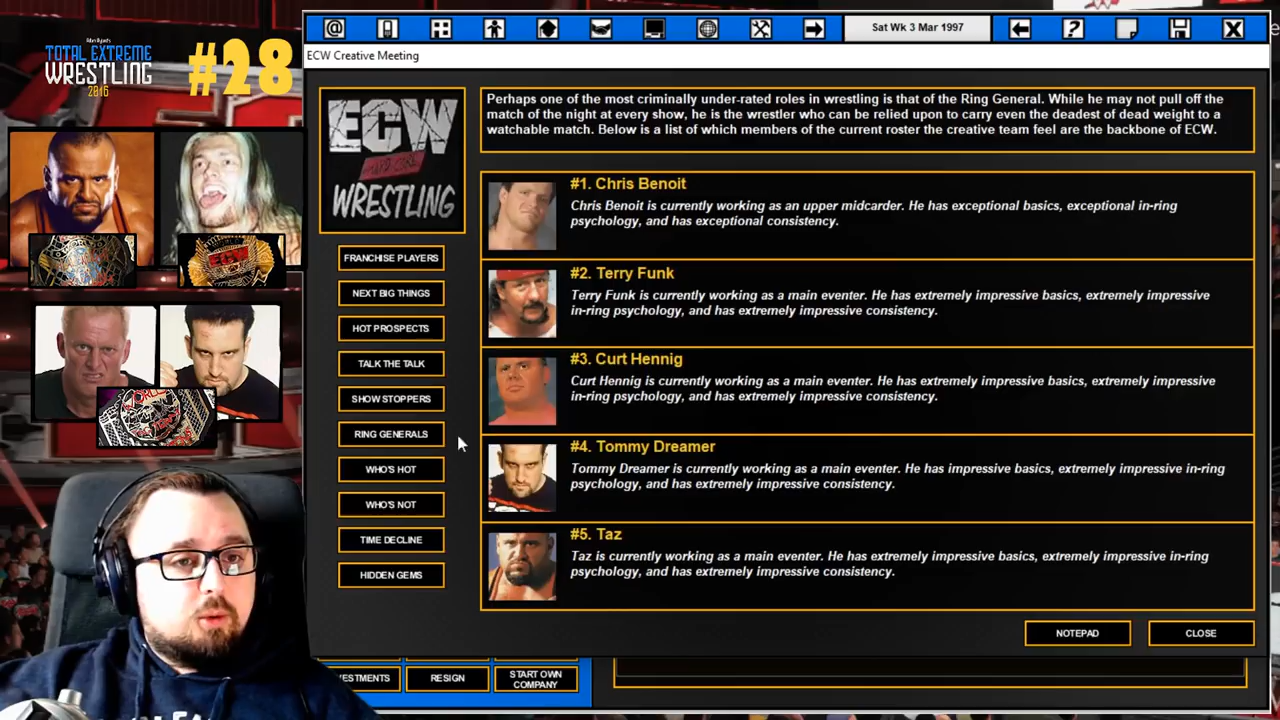 Adam Ryland's
TOTAL EXTREME
WRESTLING
2016
#28
Sat Wk 3 Mar 1997
ECW Creative Meeting
ECW
HARDCORE
WRESTLING
Perhaps one of the most criminally under-rated roles in wrestling is that of the Ring General. While he may not pull off the
match of the night at every show, he is the wrestler who can be relied upon to carry even the deadest of dead weight to a
watchable match. Below is a list of which members of the current roster the creative team feel are the backbone of ECW.
FRANCHISE PLAYERS
NEXT BIG THINGS
HOT PROSPECTS
TALK THE TALK
SHOW STOPPERS
RING GENERALS
WHO'S HOT
WHO'S NOT
TIME DECLINE
HIDDEN GEMS
#1. Chris Benoit
Chris Benoit is currently working as an upper midcarder. He has exceptional basics, exceptional in-ring
psychology, and has exceptional consistency.
#2. Terry Funk
Terry Funk is currently working as a main eventer. He has extremely impressive basics, extremely impressive
in-ring psychology, and has extremely impressive consistency.
#3. Curt Hennig
Curt Hennig is currently working as a main eventer. He has extremely impressive basics, extremely impressive
in-ring psychology, and has extremely impressive consistency.
#4. Tommy Dreamer
Tommy Dreamer is currently working as a main eventer. He has impressive basics, extremely impressive in-ring
psychology, and has extremely impressive consistency.
#5. Taz
Taz is currently working as a main eventer. He has extremely impressive basics, extremely impressive in-ring
psychology, and has extremely impressive consistency.
NOTEPAD
CLOSE
ESTMENTS
RESIGN
START OWN
COMPANY